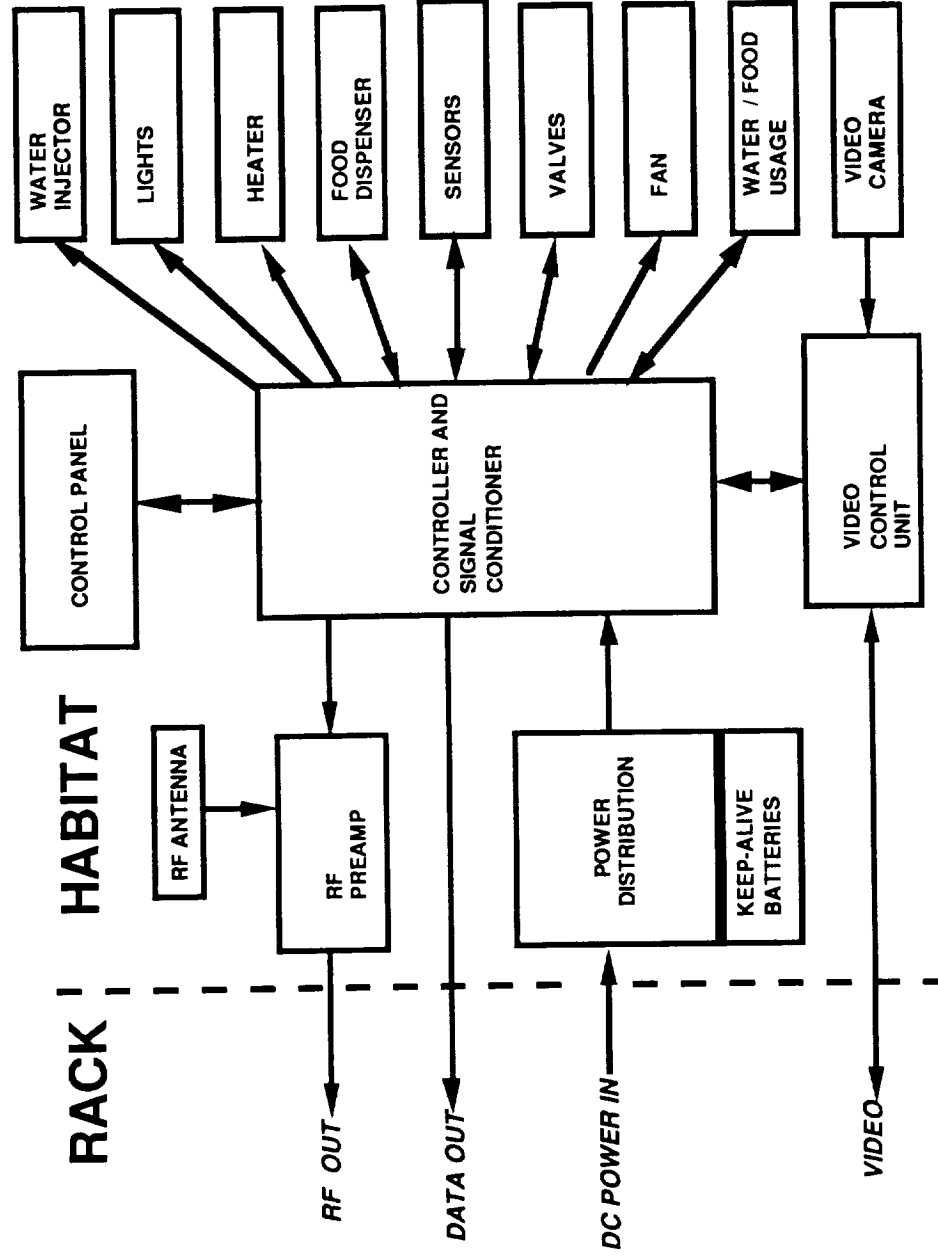 RACK
HABITAT
RF OUT
DATA OUT
DC POWER IN
VIDEO
RF ANTENNA
RF
PREAMP
POWER
DISTRIBUTION
KEEP-ALIVE
BATTERIES
CONTROL PANEL
CONTROLLER AND
SIGNAL
CONDITIONER
VIDEO
CONTROL
UNIT
WATER
INJECTOR
LIGHTS
HEATER
FOOD
DISPENSER
SENSORS
VALVES
FAN
WATER / FOOD
USAGE
VIDEO
CAMERA